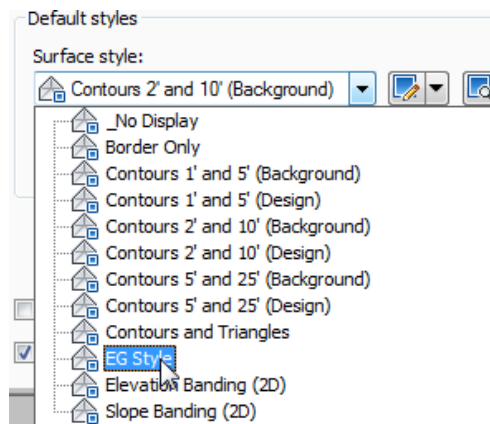 Default styles
Surface style:
Contours 2' and 10' (Background)
_No Display
Border Only
Contours 1' and 5' (Background)
Contours 1' and 5' (Design)
Contours 2' and 10' (Background)
Contours 2' and 10' (Design)
Contours 5' and 25' (Background)
Contours 5' and 25' (Design)
Contours and Triangles
EG Style
Elevation Banding (2D)
Slope Banding (2D)